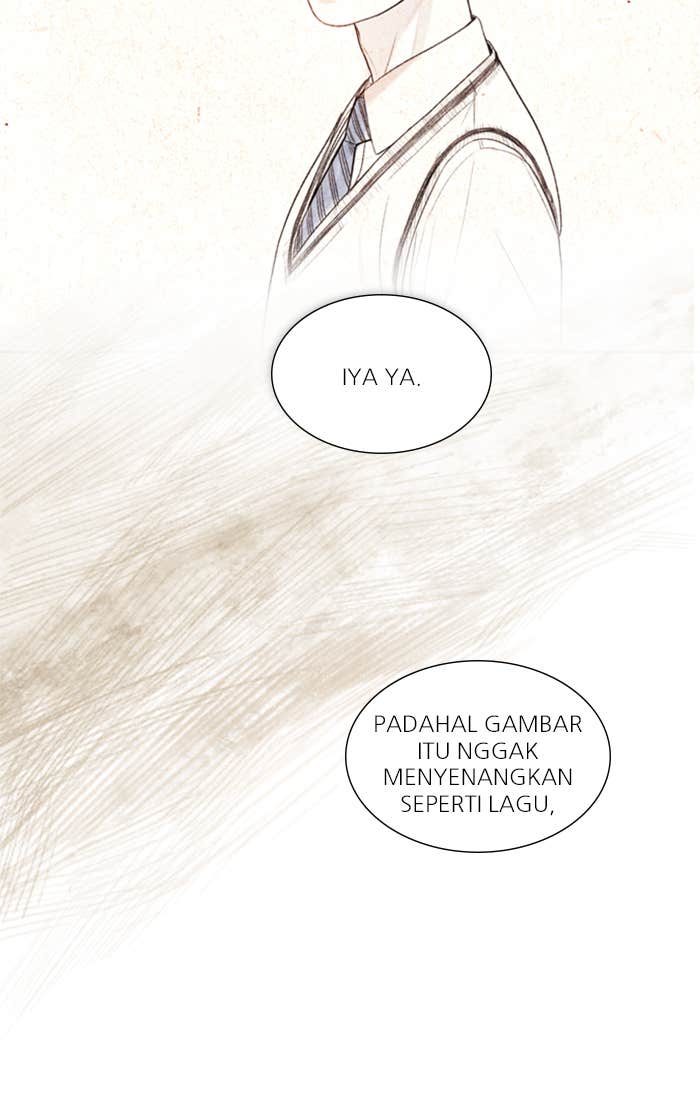 IYA YA.
PADAHAL GAMBAR
ITU NGGAK
MENYENANGKAN
SEPERTI LAGU,